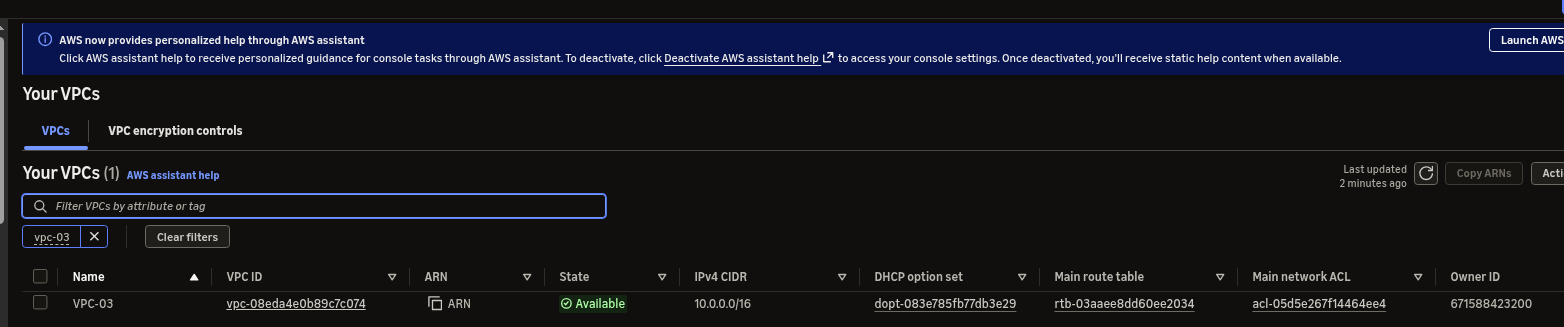 AWS now provides personalized help through AWS assistant
Launch AWS
Click AWS assistant help to receive personalized guidance for console tasks through AWS assistant. To deactivate, click Deactivate AWS assistant help to access your console settings. Once deactivated, you'll receive static help content when available.
Your VPCs
VPCs VPC encryption controls
Your VPCs (1) AWS assistant help
Last updated
2 minutes ago
Copy ARNs
Acti
Filter VPCs by attribute or tag
vpc-03 Clear filters
Name VPC ID ARN State IPv4 CIDR DHCP option set Main route table Main network ACL Owner ID
VPC-03 vpc-08eda4e0b89c7c074 ARN Available 10.0.0.0/16 dopt-083e785fb77db3e29 rtb-03aaee8dd60ee2034 acl-05d5e267f14464ee4 671588423200